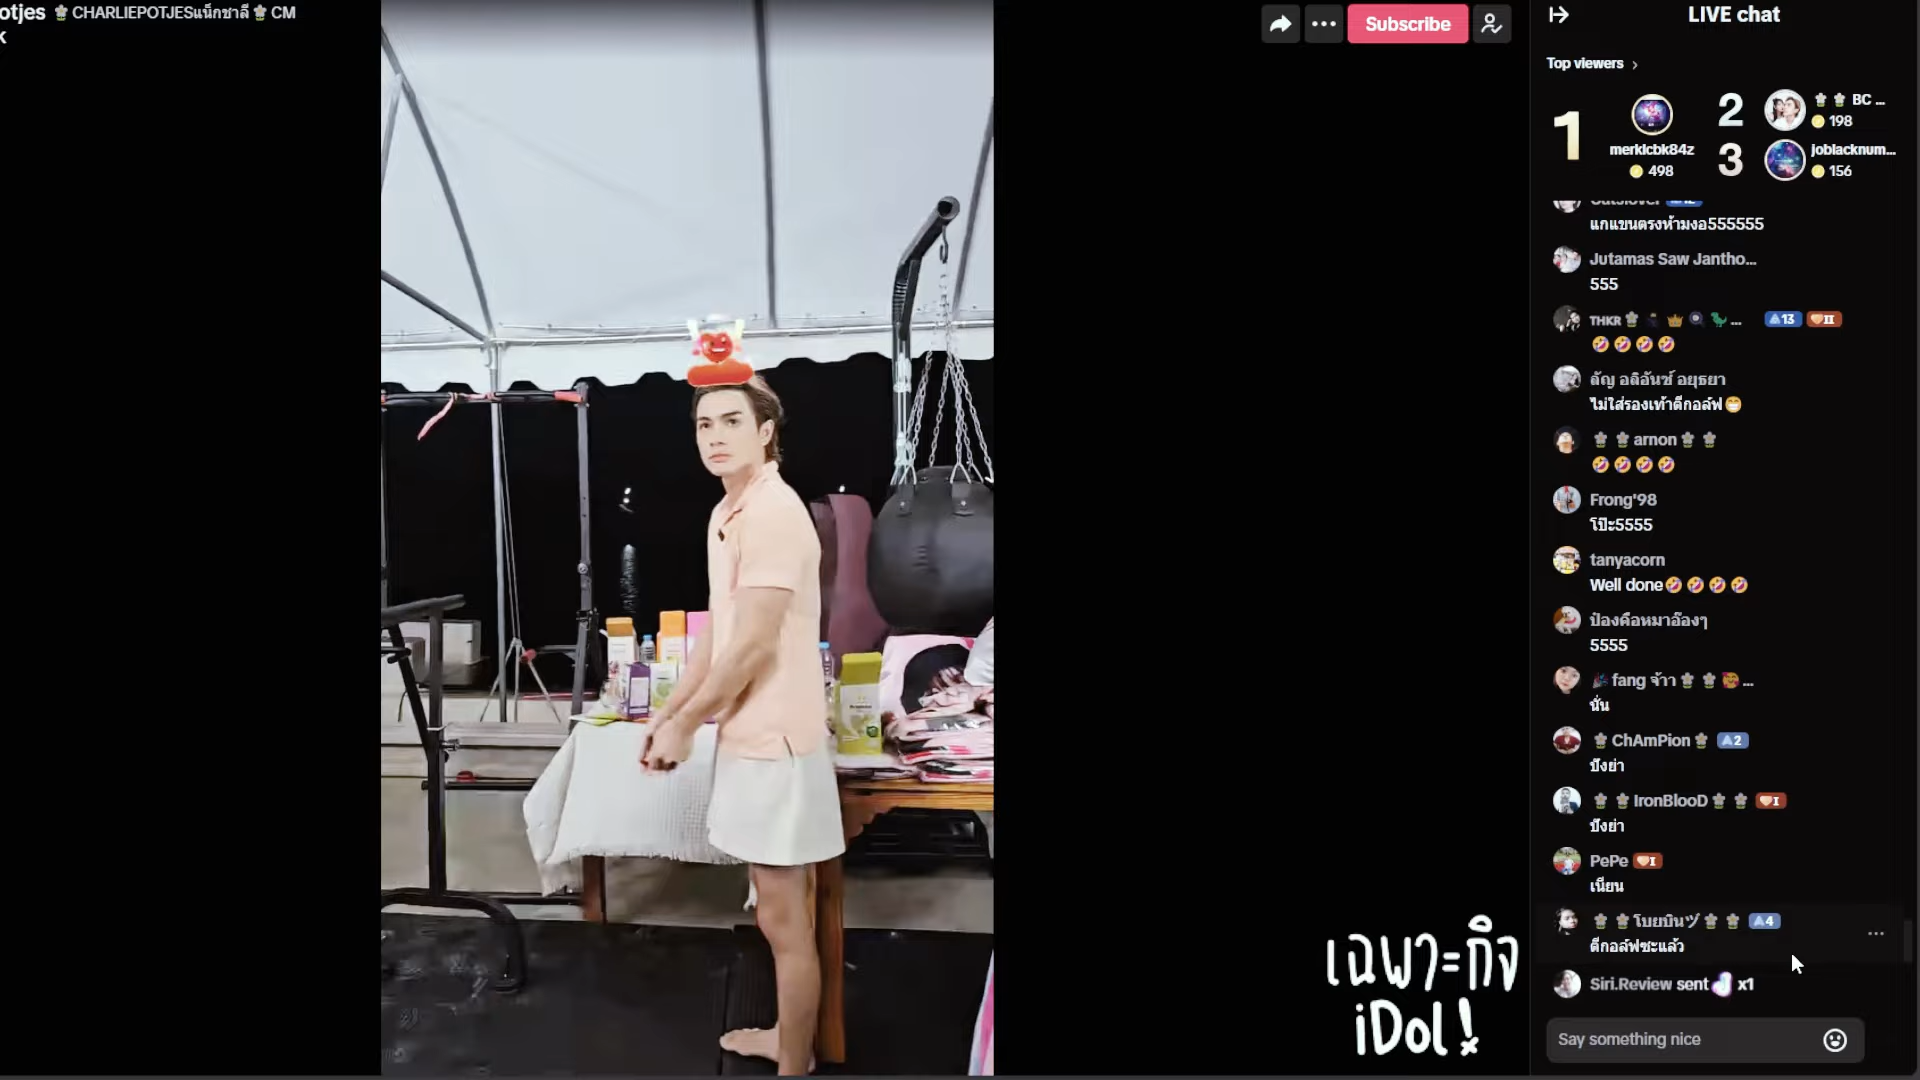 otjes CHARLIEPOTJESแน็กชาลี CM
k
Subscribe
LIVE chat
Top viewers
1
merklcbk84z
498
2
BC ...
198
3
joblacknum...
156
แกแขนตรงห้ามงอ555555
Jutamas Saw Jantho...
555
THKR ... 13 II
🤣🤣🤣🤣
ลัญ อลิอันซ์ อยุธยา
ไม่ใส่รองเท้าตีกอล์ฟ😁
arnon
🤣🤣🤣🤣
Frong'98
โป๊ะ5555
tanyacorn
Well done🤣🤣🤣🤣
ป๋องคือหมาอ๊องๆ
5555
🎉fang จ้าา 🥰...
นั่น
ChAmPion 2
ปังย่า
IronBlooD I
ปังย่า
PePe I
เนียน
โบยบินヅ 4
ตีกอล์ฟซะแล้ว
Siri.Review sent x1
เฉพาะกิจ
iDol!
Say something nice